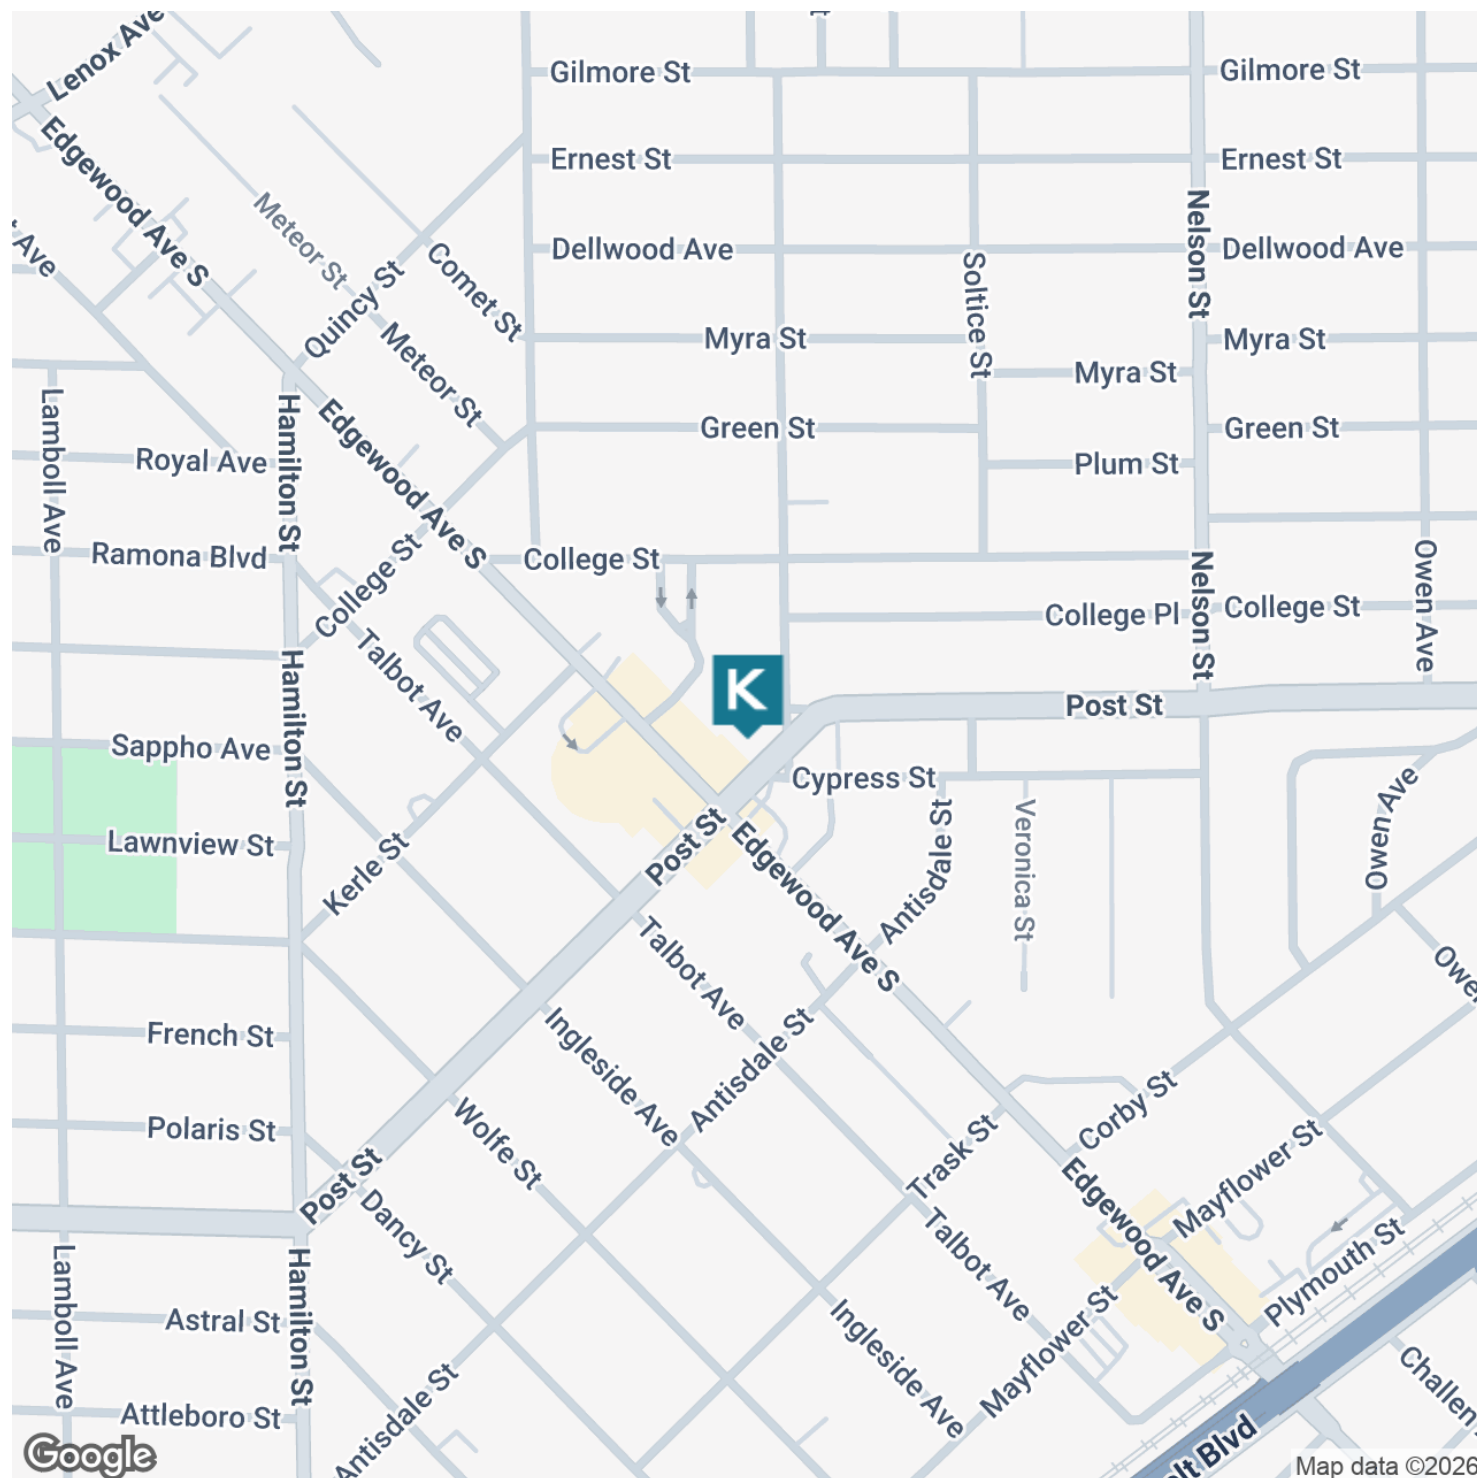 Lenox Ave
Gilmore St
Gilmore St
Edgewood Ave S
Ernest St
Ernest St
Meteor St
Nelson St
Ave
Dellwood Ave
Dellwood Ave
Quincy St
Comet St
Soltice St
Myra St
Myra St
Meteor St
Myra St
Lamboll Ave
Hamilton St
Edgewood Ave S
Green St
Green St
Royal Ave
Plum St
Ramona Blvd
College St
College St
Nelson St
Owen Ave
College Pl
College St
Talbot Ave
Hamilton St
K
Post St
Sappho Ave
Cypress St
Owen Ave
Lawnview St
Post St
Edgewood Ave S
Antisdale St
Veronica St
Kerle St
Talbot Ave
French St
Ingleside Ave
Antisdale St
Polaris St
Wolfe St
Trask St
Corby St
Post St
Dancy St
Edgewood Ave S
Mayflower St
Talbot Ave
Plymouth St
Lamboll Ave
Hamilton St
Astral St
Ingleside Ave
Mayflower St
Attleboro St
Antisdale St
Google
lt Blvd
Map data ©2026